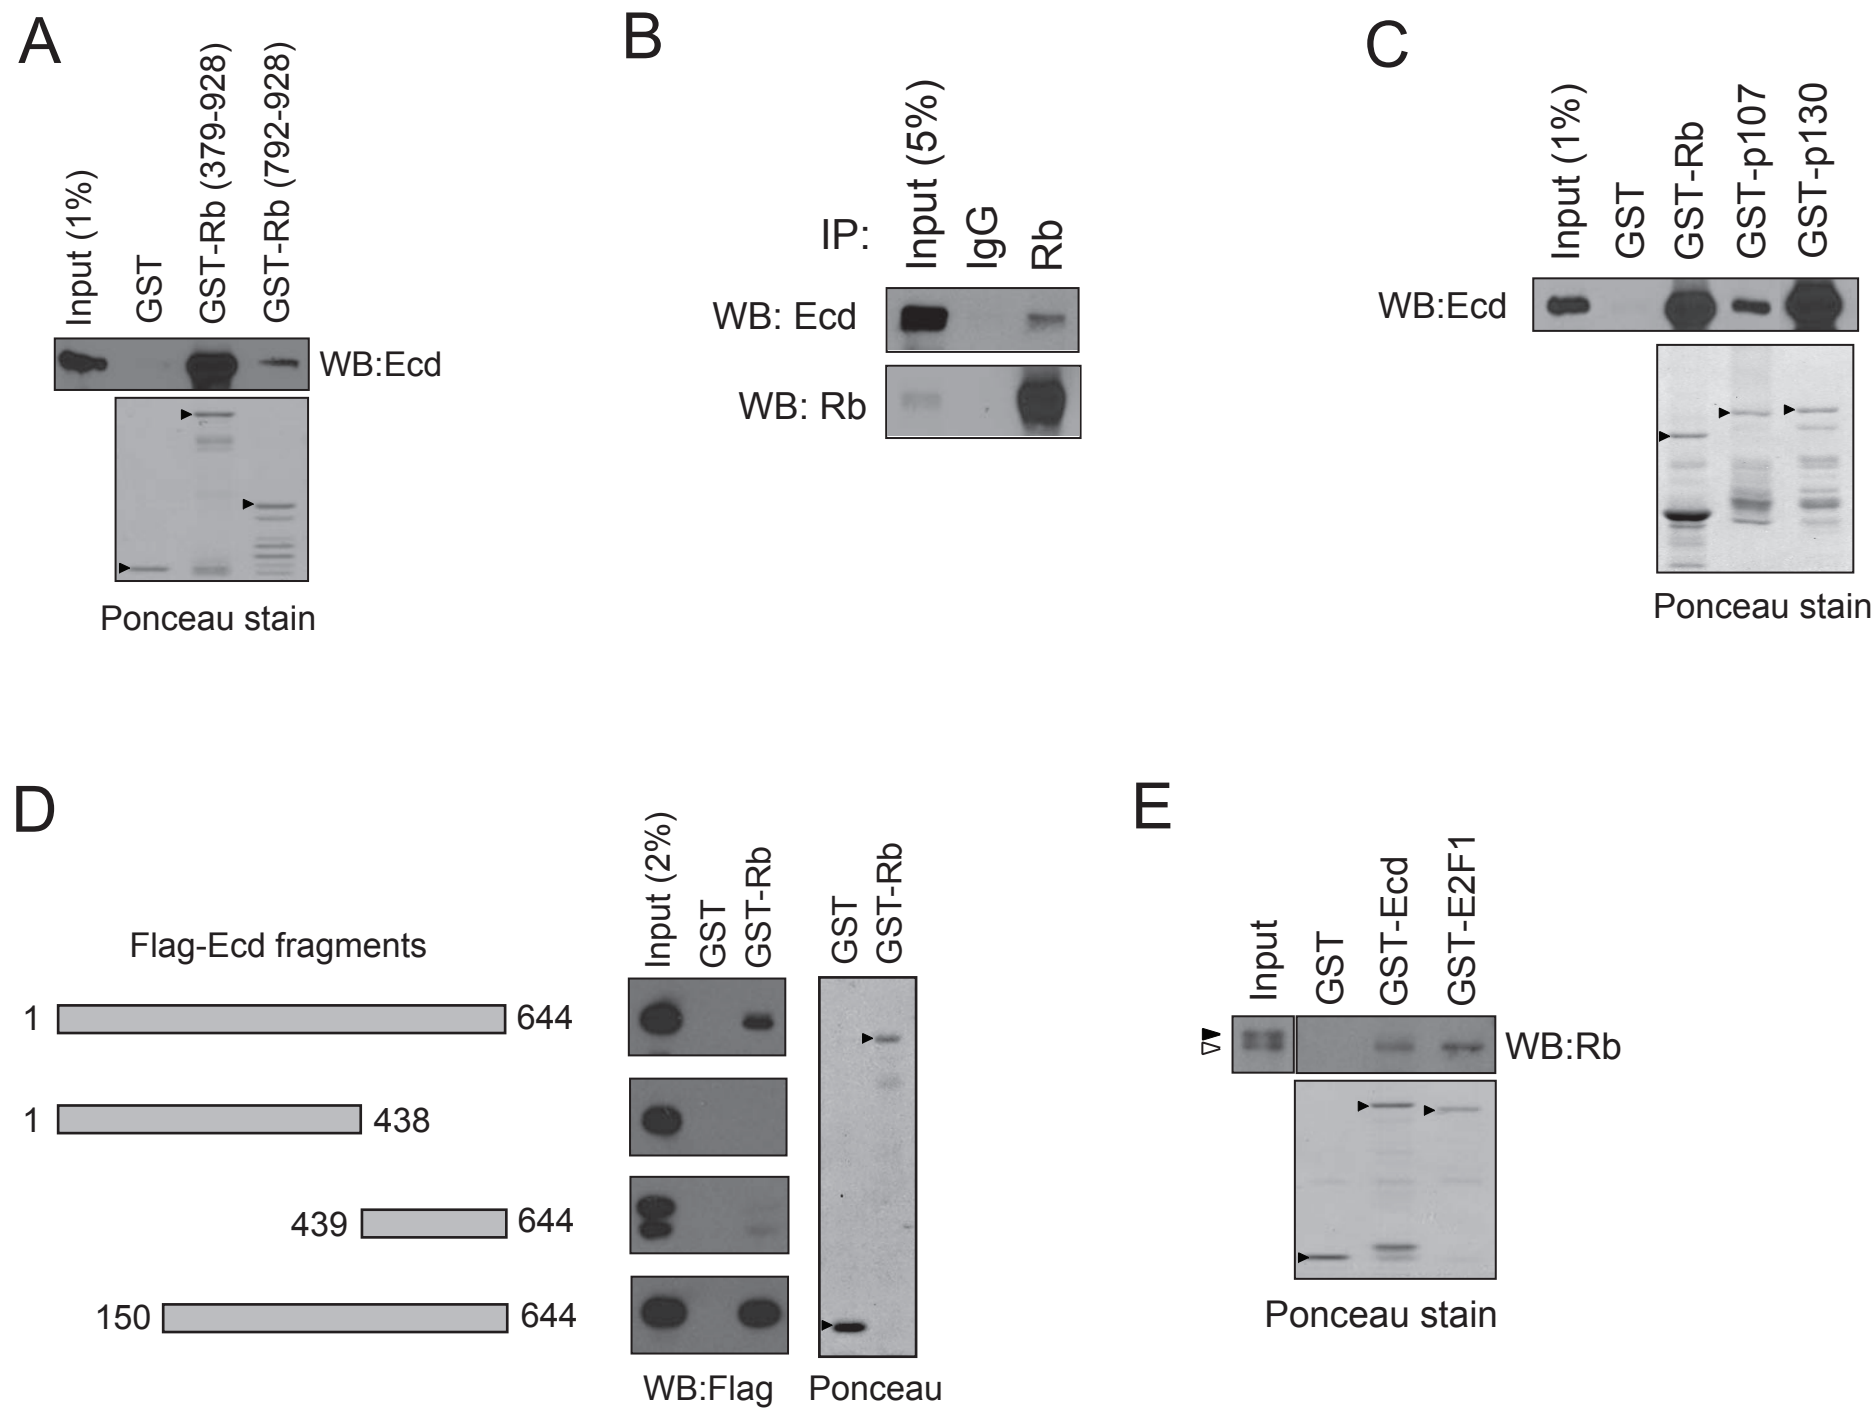 A
Input (1%)
GST
GST-Rb (379-928)
GST-Rb (792-928)
WB:Ecd
Ponceau stain
B
IP:
Input (5%)
IgG
Rb
WB: Ecd
WB: Rb
C
Input (1%)
GST
GST-Rb
GST-p107
GST-p130
WB:Ecd
Ponceau stain
D
Flag-Ecd fragments
Input (2%)
GST
GST-Rb
GST
GST-Rb
1 644
1 438
439 644
150 644
WB:Flag
Ponceau
E
Input
GST
GST-Ecd
GST-E2F1
WB:Rb
Ponceau stain